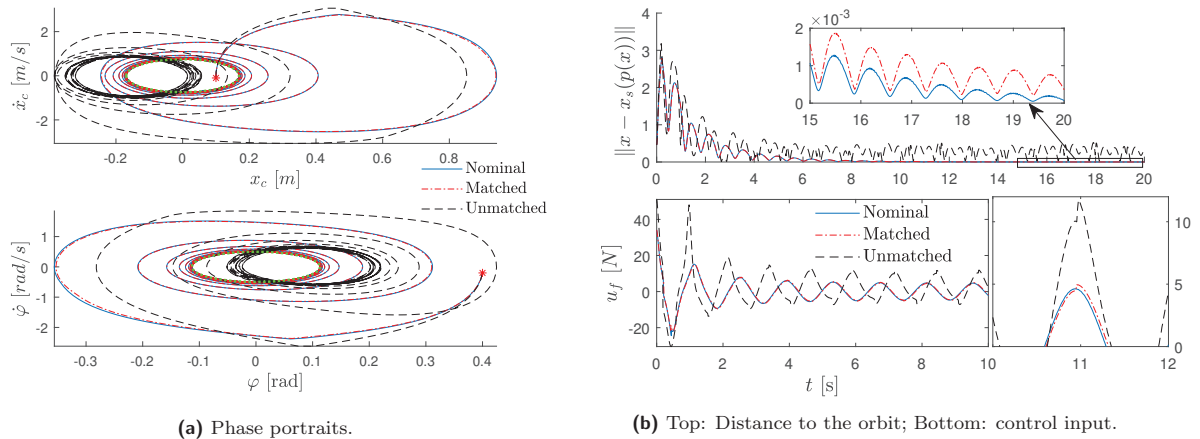 2
0
-2
ẋ_c [m/s]
-0.2 0 0.2 0.4 0.6 0.8
x_c [m]
Nominal
Matched
Unmatched
1
0
-1
-2
φ̇ [rad/s]
-0.3 -0.2 -0.1 0 0.1 0.2 0.3 0.4
φ [rad]
(a) Phase portraits.
4
3
2
1
0
||x − x_s(p(x))||
×10⁻³
2
1
0
15 16 17 18 19 20
0 2 4 6 8 10 12 14 16 18 20
40
20
0
-20
u_f [N]
Nominal
Matched
Unmatched
0 2 4 6 8 10
10
5
0
11 12
t [s]
(b) Top: Distance to the orbit; Bottom: control input.